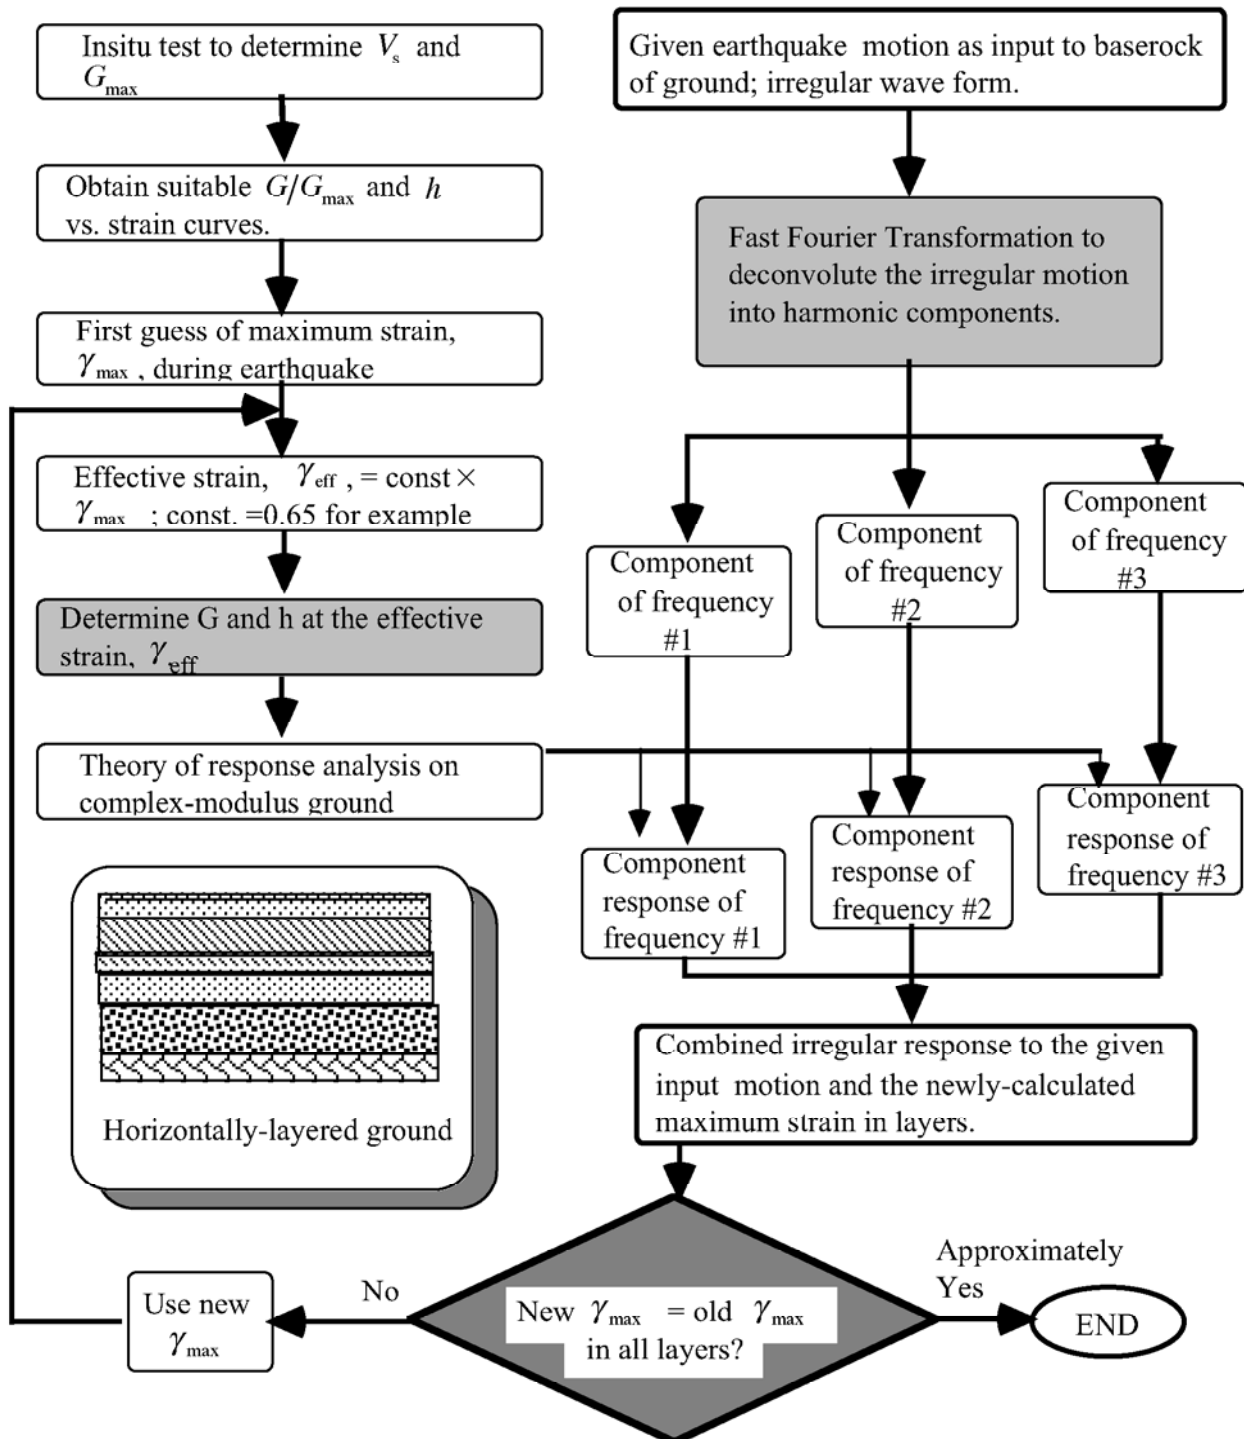 Insitu test to determine V_s and
G_max
Obtain suitable G/G_max and h
vs. strain curves.
First guess of maximum strain,
γ_max , during earthquake
Effective strain, γ_eff , = const ×
γ_max ; const. =0.65 for example
Determine G and h at the effective
strain, γ_eff
Theory of response analysis on
complex-modulus ground
Horizontally-layered ground
Given earthquake motion as input to baserock
of ground; irregular wave form.
Fast Fourier Transformation to
deconvolute the irregular motion
into harmonic components.
Component
of frequency
#1
Component
of frequency
#2
Component
of frequency
#3
Component
response of
frequency #1
Component
response of
frequency #2
Component
response of
frequency #3
Combined irregular response to the given
input motion and the newly-calculated
maximum strain in layers.
New γ_max = old γ_max
in all layers?
No
Use new
γ_max
Approximately
Yes
END